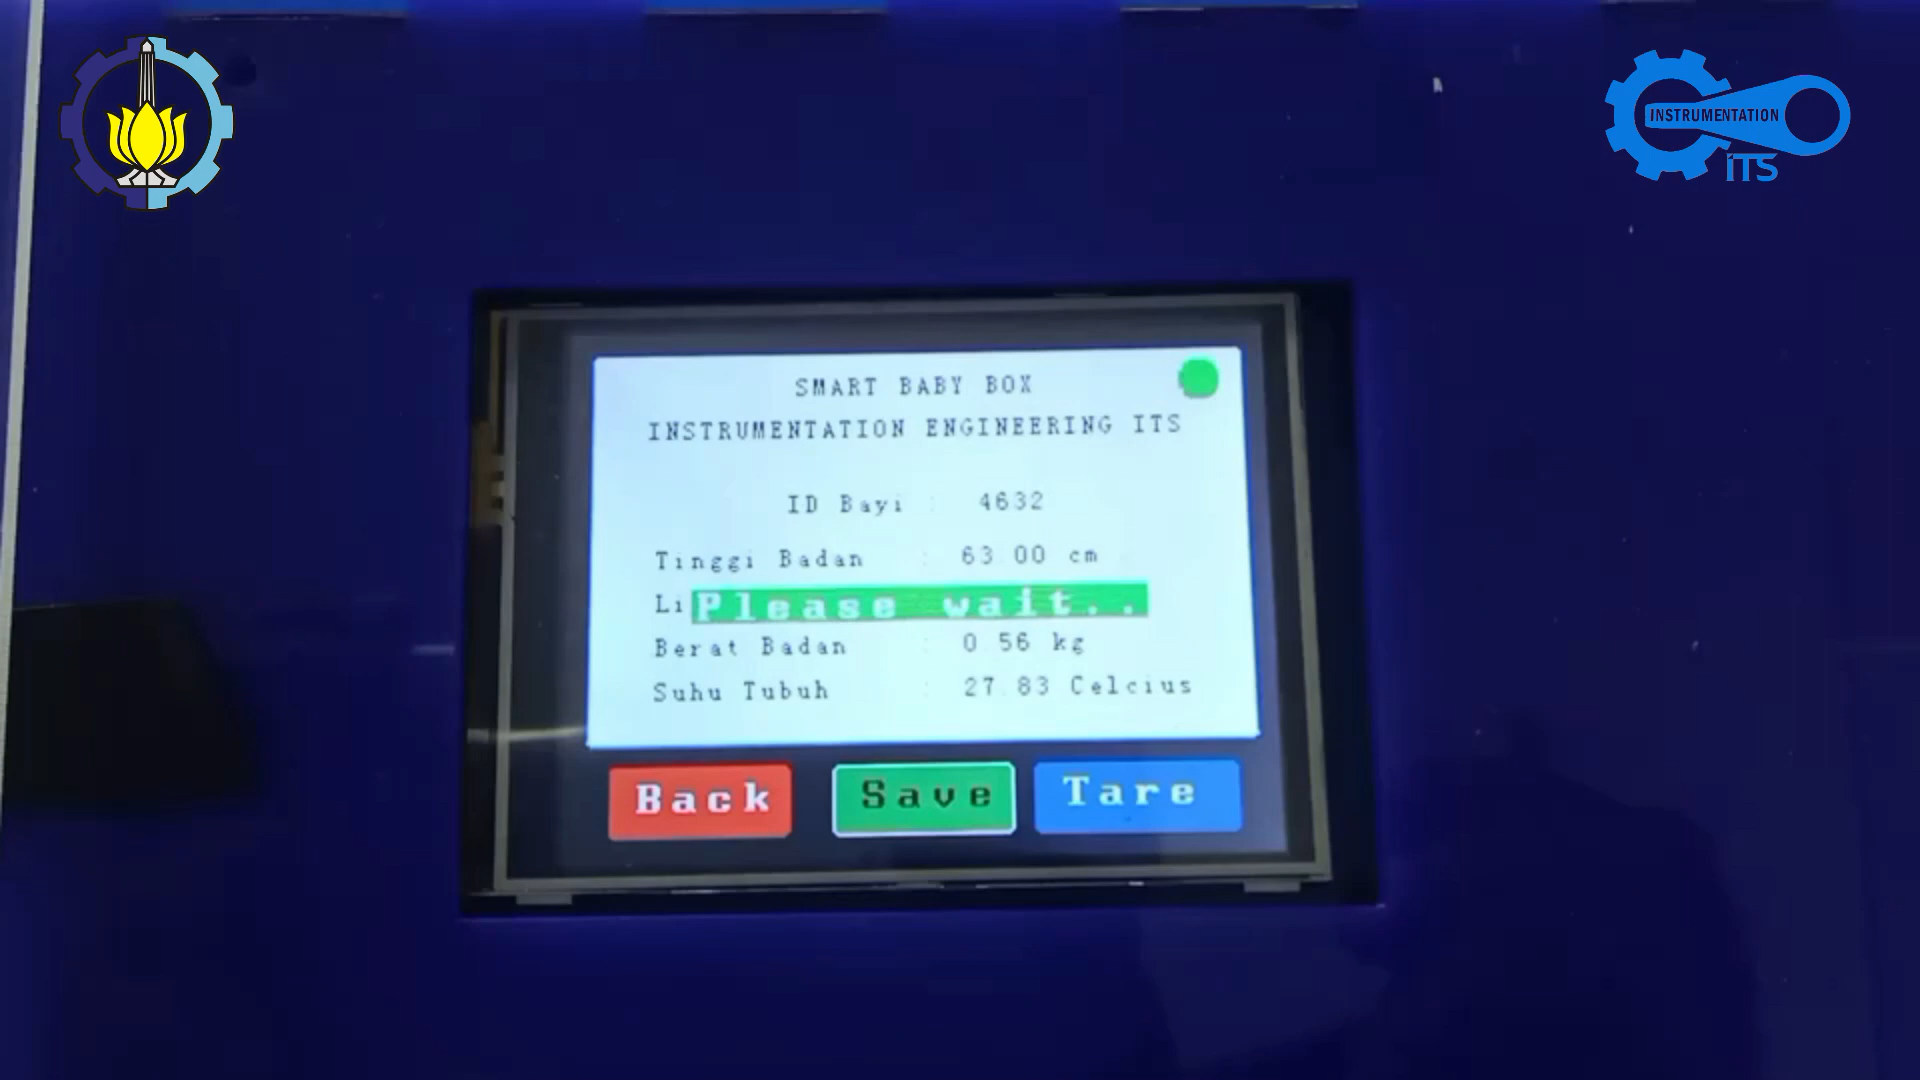 INSTRUMENTATION
ITS
SMART BABY BOX
INSTRUMENTATION ENGINEERING ITS
ID Bayi : 4632
Tinggi Badan : 63.00 cm
Li
Please wait..
Berat Badan : 0.56 kg
Suhu Tubuh : 27.83 Celcius
Back
Save
Tare